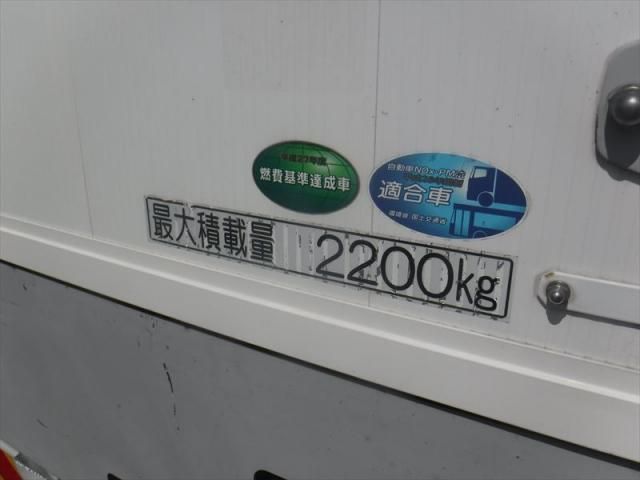 平成27年度
燃費基準達成車
自動車NOx・PM法
適合車
環境省 国土交通省
最大積載量 2200kg